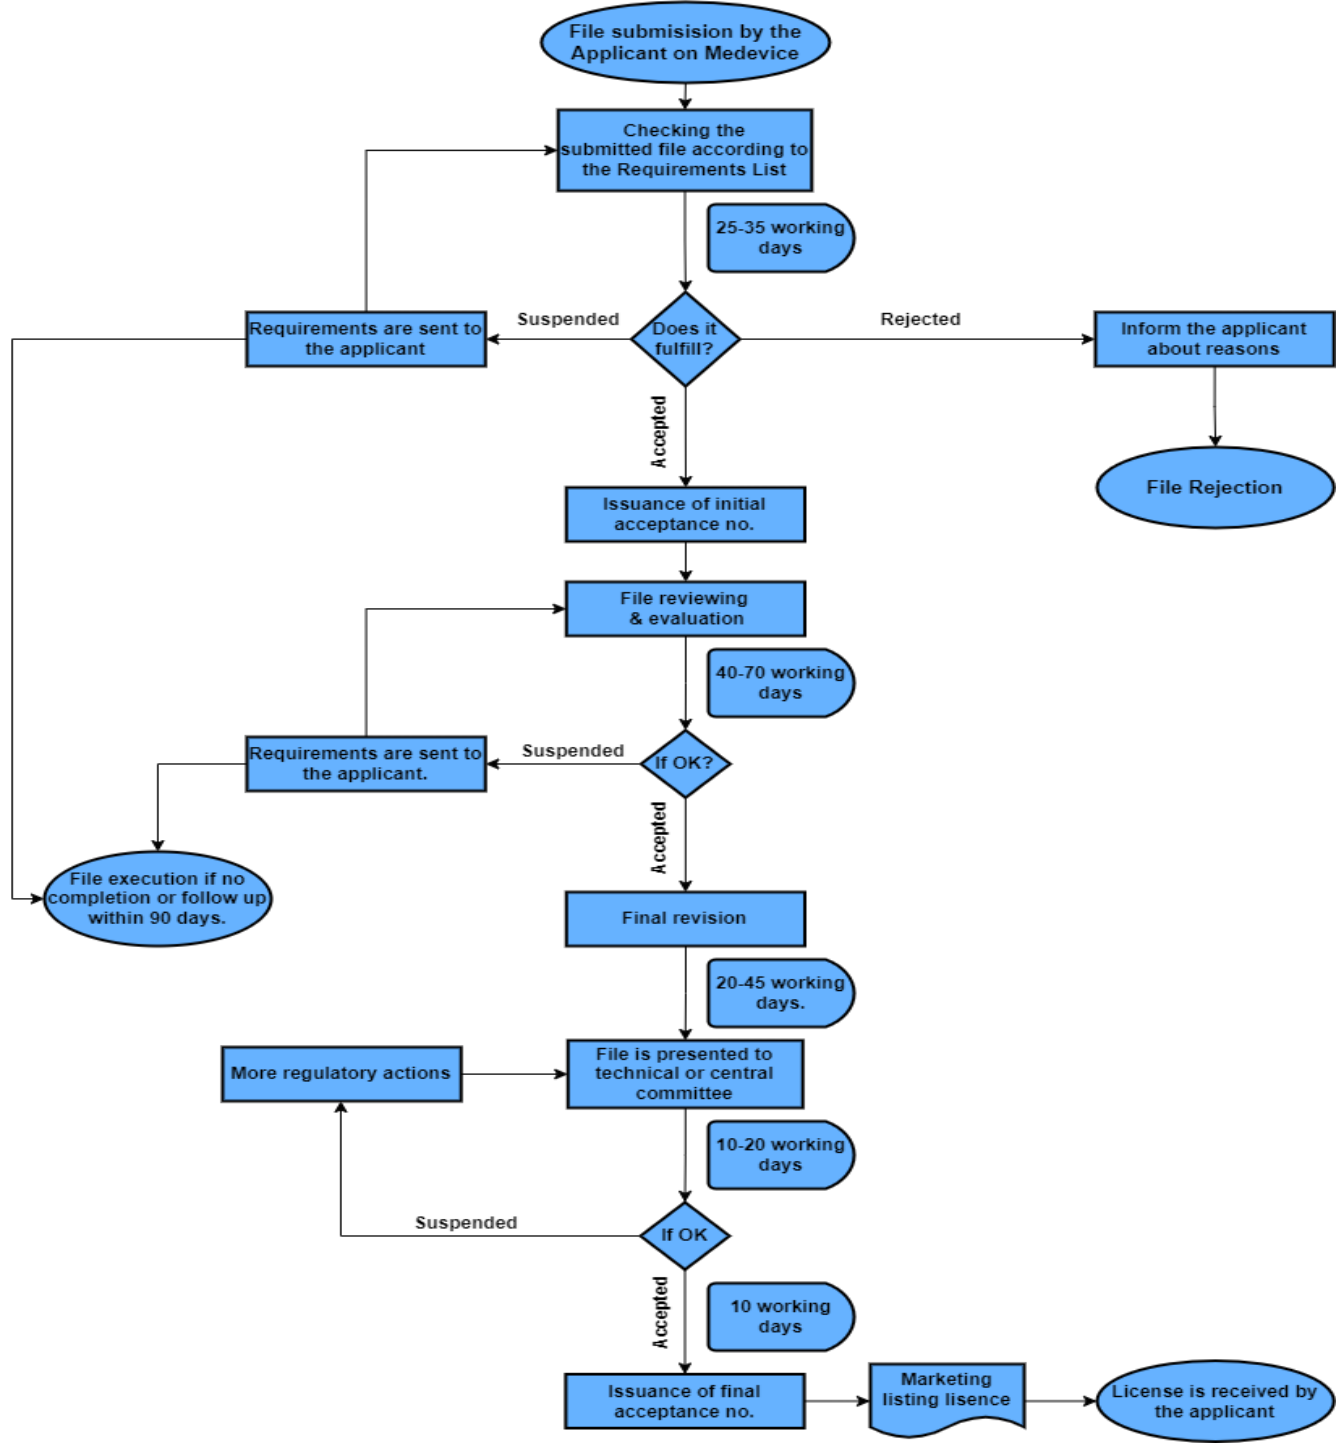 File submisision by the
Applicant on Medevice
Checking the
submitted file according to
the Requirements List
25-35 working
days
Requirements are sent to
the applicant
Suspended
Does it
fulfill?
Rejected
Inform the applicant
about reasons
Accepted
File Rejection
Issuance of initial
acceptance no.
File reviewing
& evaluation
40-70 working
days
Requirements are sent to
the applicant.
Suspended
If OK?
Accepted
File execution if no
completion or follow up
within 90 days.
Final revision
20-45 working
days.
More regulatory actions
File is presented to
technical or central
committee
10-20 working
days
Suspended
If OK
Accepted
10 working
days
Issuance of final
acceptance no.
Marketing
listing lisence
License is received by
the applicant